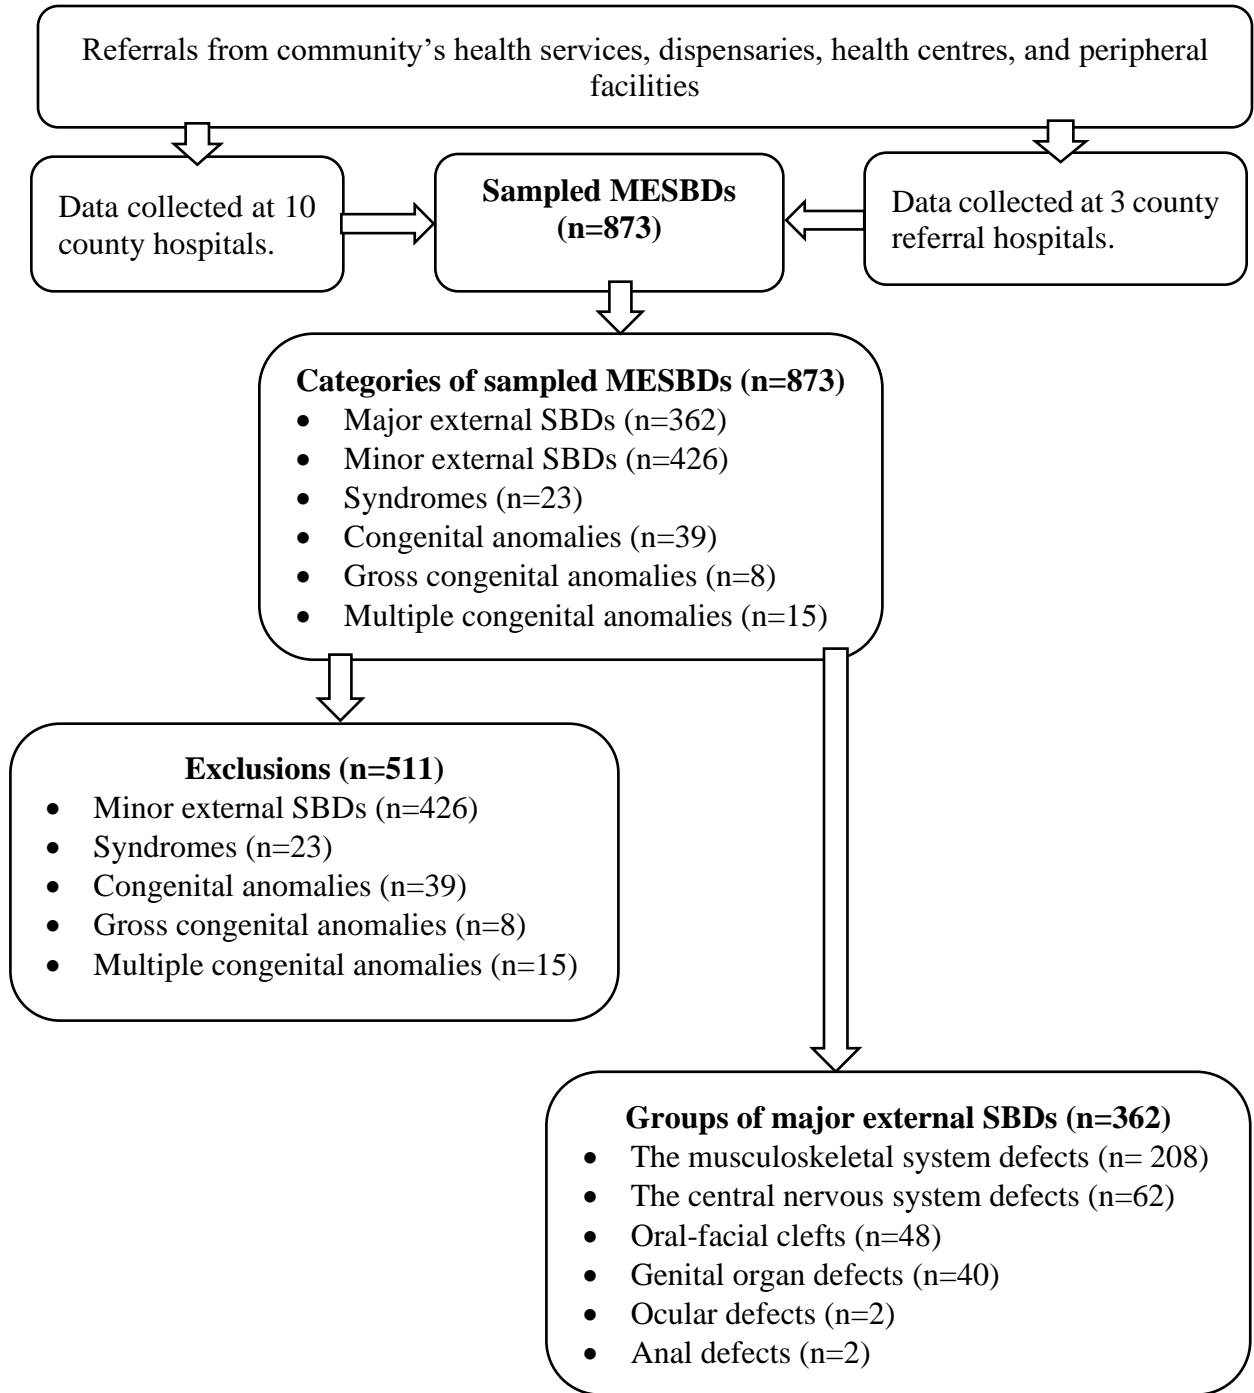 Referrals from community’s health services, dispensaries, health centres, and peripheral
facilities
Data collected at 10
county hospitals.
Sampled MESBDs
(n=873)
Data collected at 3 county
referral hospitals.
Categories of sampled MESBDs (n=873)
• Major external SBDs (n=362)
• Minor external SBDs (n=426)
• Syndromes (n=23)
• Congenital anomalies (n=39)
• Gross congenital anomalies (n=8)
• Multiple congenital anomalies (n=15)
Exclusions (n=511)
• Minor external SBDs (n=426)
• Syndromes (n=23)
• Congenital anomalies (n=39)
• Gross congenital anomalies (n=8)
• Multiple congenital anomalies (n=15)
Groups of major external SBDs (n=362)
• The musculoskeletal system defects (n= 208)
• The central nervous system defects (n=62)
• Oral-facial clefts (n=48)
• Genital organ defects (n=40)
• Ocular defects (n=2)
• Anal defects (n=2)